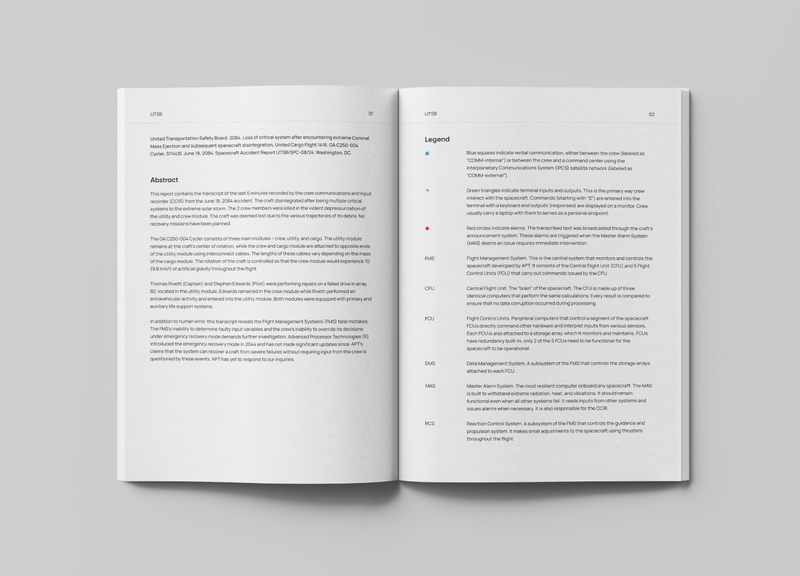 UTSB 01
United Transportation Safety Board. 2084. Loss of critical system after encountering extreme Coronal
Mass Ejection and subsequent spacecraft disintegration, United Cargo Flight 1416, GA C250-004
Cycler, June 18, 2084. Spacecraft Accident Report UTSB/SPC-08/24. Washington, DC.
Abstract
This report contains the transcript of the last 5 minutes recorded by the crew communications and input
recorder (CCIR) from the June 18, 2084 accident. The craft disintegrated after losing multiple critical
systems to the extreme solar storm. The 2 crew members were killed in the violent depressurization of
the utility and crew module. The craft was deemed lost due to the various trajectories of its debris. No
recovery missions have been planned.
The GA C250-004 Cycler consists of three main modules – crew, utility, and cargo. The utility module
remains at the craft's center of rotation, while the crew and cargo module are attached to opposite ends
of the utility module using interconnect cables. The lengths of these cables vary depending on the mass
of the cargo module. The rotation of the craft is controlled so that the crew module would experience 1G
(9.8 m/s²) of artificial gravity throughout the flight.
Thomas Rivetti (Captain) and Stephen Edwards (Pilot) were performing repairs on a failed drive in array
B2, located in the utility module. Edwards remained in the crew module while Rivetti performed an
extravehicular activity and entered into the utility module. Both modules were equipped with primary and
auxiliary life support systems.
In addition to human error, this transcript reveals the Flight Management Systems (FMS) fatal mistakes.
The FMS's inability to determine faulty input variables and the crew's inability to override its decisions
under emergency recovery mode demands further investigation. Advanced Processor Technologies
introduced the emergency recovery mode in 2044 and has not made significant updates since. APT's
claims that the system can recover a craft from severe failures without requiring input from the crew is
questioned by these events. APT has yet to respond to our inquiries.
UTSB 02
Legend
Blue squares indicate verbal communication, either between the crew (labeled as
"COMM-internal") or between the crew and a command center using the
Interplanetary Communications System (IPCS) satellite network (labeled as
"COMM-external").
Green triangles indicate terminal inputs and outputs. This is the primary way crew
interact with the spacecraft. Commands (starting with "$") are entered into the
terminal with a keyboard and outputs (responses) are displayed on a monitor. Crew
usually carry a laptop with them to serves as a personal endpoint.
Red circles indicate alarms. The transcribed text was broadcasted through the craft's
announcement system. These alarms are triggered when the Master Alarm System
(MAS) deems an issue requires immediate intervention.
FMS Flight Management System. This is the central system that monitors and controls the
spacecraft developed by APT. It consists of the Central Flight Unit (CFU) and 5 Flight
Control Units (FCU) that carry out commands issued by the CFU.
CFU Central Flight Unit. The "brain" of the spacecraft. The CFU is made up of three
identical computers that perform the same calculations. Every result is compared to
ensure that no data corruption occurred during processing.
FCU Flight Control Units. Peripheral computers that control a segment of the spacecraft.
FCUs directly command other hardware and interpret inputs from various sensors.
Each FCU is also attached to a storage array, which it monitors and maintains. FCUs
have redundancy built-in, only 2 of the 5 FCUs need to be functional for the
spacecraft to be operational.
DMS Data Management System. A subsystem of the FMS that controls the storage arrays
attached to each FCU.
MAS Master Alarm System. The most resilient computer onboard any spacecraft. The MAS
is built to withstand extreme radiation, heat, and vibrations. It should remain
functional even when all other systems fail. It reads inputs from other systems and
issues alarms when necessary. It is also responsible for the CCIR.
RCS Reaction Control System. A subsystem of the FMS that controls the guidance and
propulsion system. It makes small adjustments to the spacecraft using thrusters
throughout the flight.